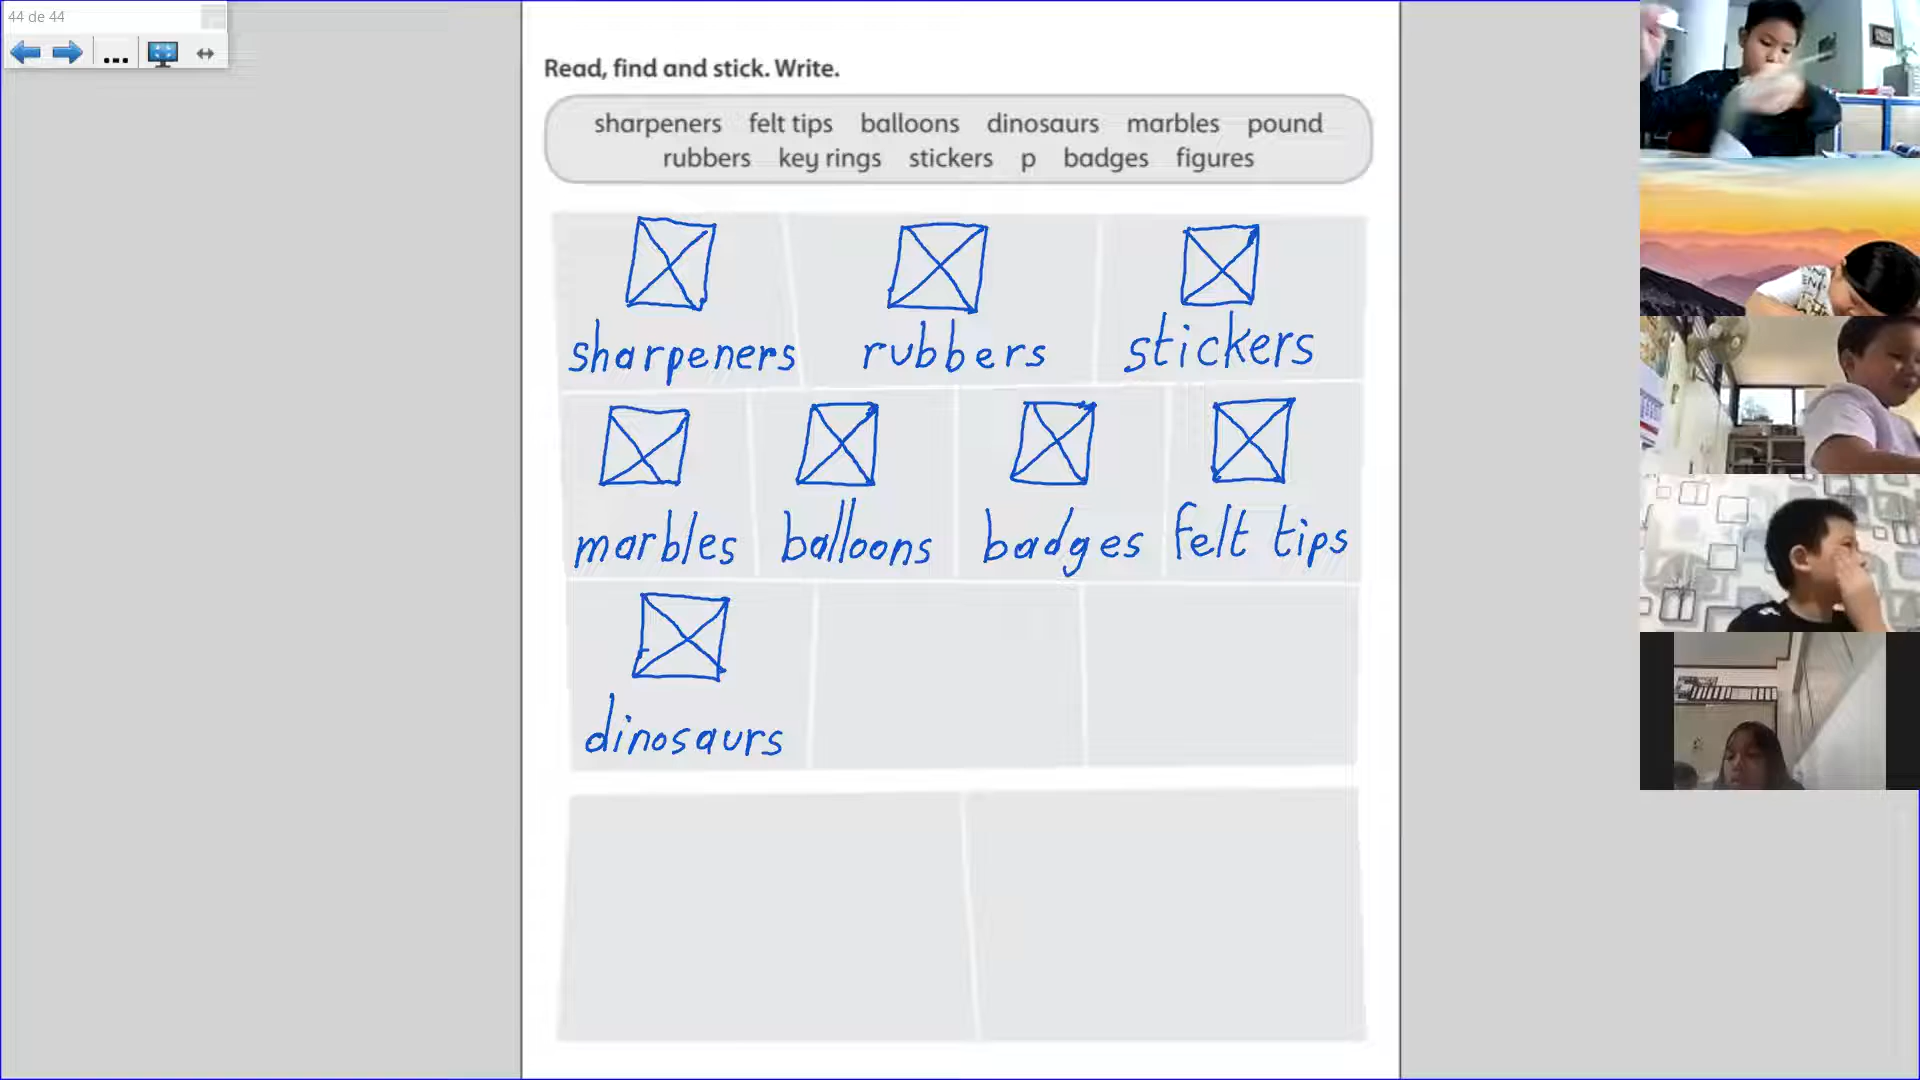 44 de 44
...
Read, find and stick. Write.
sharpeners felt tips balloons dinosaurs marbles pound
rubbers key rings stickers p badges figures
sharpeners rubbers stickers
marbles balloons badges felt tips
dinosaurs